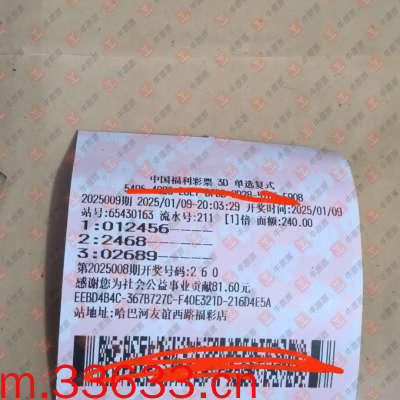 中国福利彩票 3D 单选复式
2025009期 2025/01/09-20:03:29 开奖时间:2025/01/09
站号:65430163 流水号:211 [1]倍 面额:240.00
1:012456----
2:2468------
3:02689-----
第2025008期开奖号码:2 6 0
感谢您为社会公益事业贡献81.60元
EEBD4B4C-367B727C-F40E321D-216D4E5A
站地址:哈巴河友谊西路福彩店
m.33633.cn